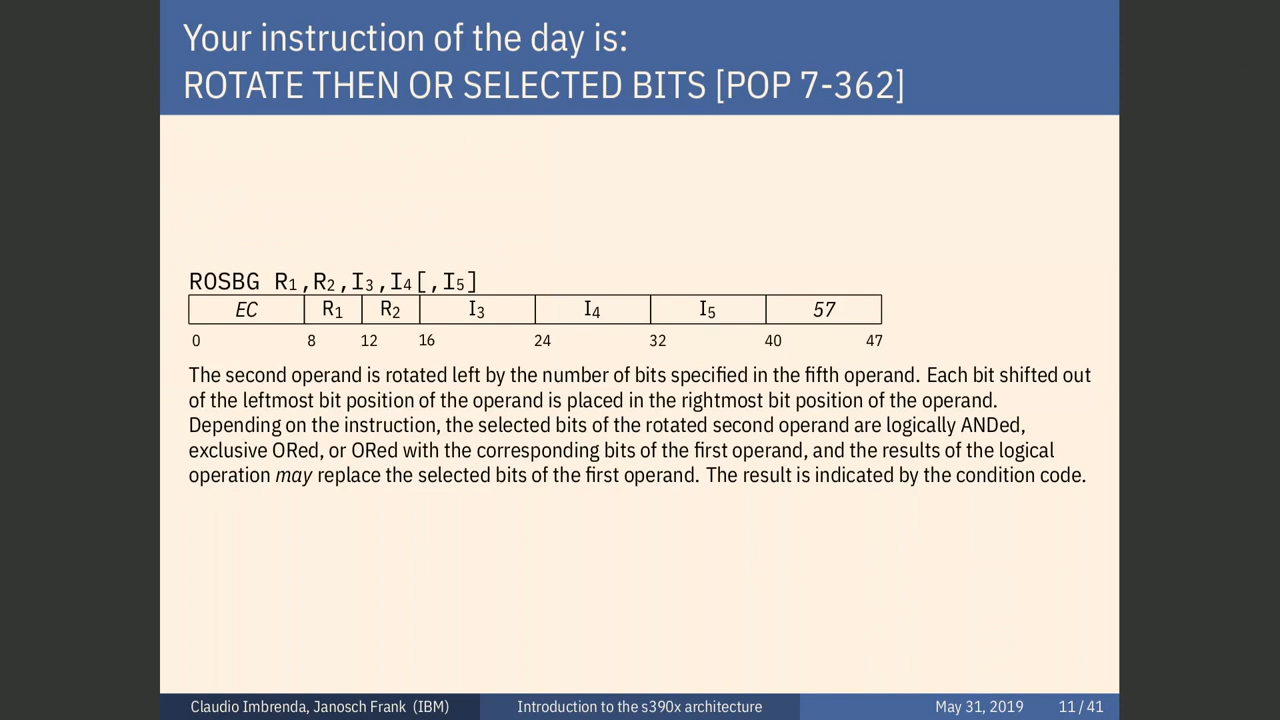 Your instruction of the day is:
ROTATE THEN OR SELECTED BITS [POP 7-362]
ROSBG R1,R2,I3,I4[,I5]
EC R1 R2 I3 I4 I5 57
0 8 12 16 24 32 40 47
The second operand is rotated left by the number of bits specified in the fifth operand. Each bit shifted out
of the leftmost bit position of the operand is placed in the rightmost bit position of the operand.
Depending on the instruction, the selected bits of the rotated second operand are logically ANDed,
exclusive ORed, or ORed with the corresponding bits of the first operand, and the results of the logical
operation may replace the selected bits of the first operand. The result is indicated by the condition code.
Claudio Imbrenda, Janosch Frank (IBM) Introduction to the s390x architecture May 31, 2019 11 / 41